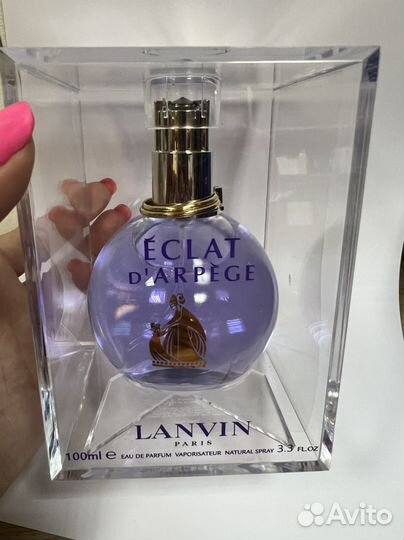 ÉCLAT
D'ARPÈGE
LANVIN
PARIS
100ml e EAU DE PARFUM VAPORISATEUR NATURAL SPRAY 3.3 FL.OZ
Avito